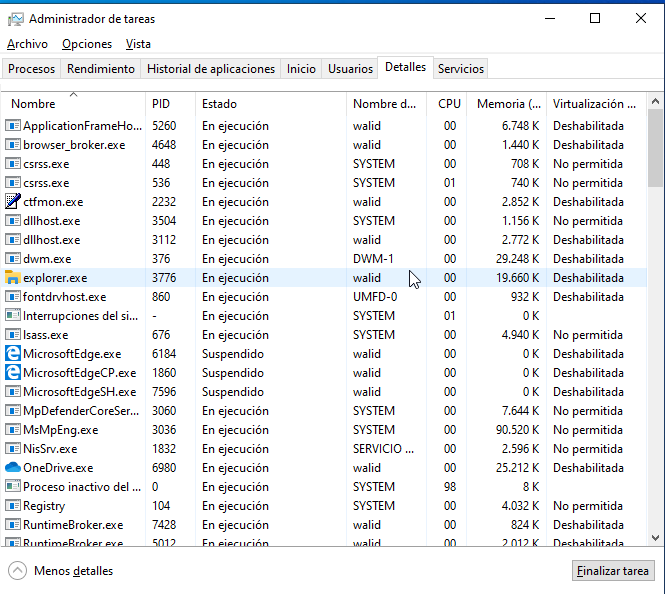 Administrador de tareas
Archivo Opciones Vista
Procesos Rendimiento Historial de aplicaciones Inicio Usuarios Detalles Servicios
Nombre PID Estado Nombre d... CPU Memoria (... Virtualización ...
ApplicationFrameHo... 5260 En ejecución walid 00 6.748 K Deshabilitada
browser_broker.exe 4648 En ejecución walid 00 1.440 K Deshabilitada
csrss.exe 448 En ejecución SYSTEM 00 708 K No permitida
csrss.exe 536 En ejecución SYSTEM 01 740 K No permitida
ctfmon.exe 2232 En ejecución walid 00 2.852 K Deshabilitada
dllhost.exe 3504 En ejecución SYSTEM 00 1.156 K No permitida
dllhost.exe 3112 En ejecución walid 00 2.772 K Deshabilitada
dwm.exe 376 En ejecución DWM-1 00 29.248 K Deshabilitada
explorer.exe 3776 En ejecución walid 00 19.660 K Deshabilitada
fontdrvhost.exe 860 En ejecución UMFD-0 00 932 K Deshabilitada
Interrupciones del si... - En ejecución SYSTEM 01 0 K
lsass.exe 676 En ejecución SYSTEM 00 4.940 K No permitida
MicrosoftEdge.exe 6184 Suspendido walid 00 0 K Deshabilitada
MicrosoftEdgeCP.exe 1860 Suspendido walid 00 0 K Deshabilitada
MicrosoftEdgeSH.exe 7596 Suspendido walid 00 0 K Deshabilitada
MpDefenderCoreSer... 3060 En ejecución SYSTEM 00 7.644 K No permitida
MsMpEng.exe 3036 En ejecución SYSTEM 00 90.520 K No permitida
NisSrv.exe 1832 En ejecución SERVICIO ... 00 2.596 K No permitida
OneDrive.exe 6980 En ejecución walid 00 25.212 K Deshabilitada
Proceso inactivo del ... 0 En ejecución SYSTEM 98 8 K
Registry 104 En ejecución SYSTEM 00 4.032 K No permitida
RuntimeBroker.exe 7428 En ejecución walid 00 824 K Deshabilitada
RuntimeBroker.exe 5012 En ejecución walid 00 2.012 K Deshabilitada
Menos detalles Finalizar tarea